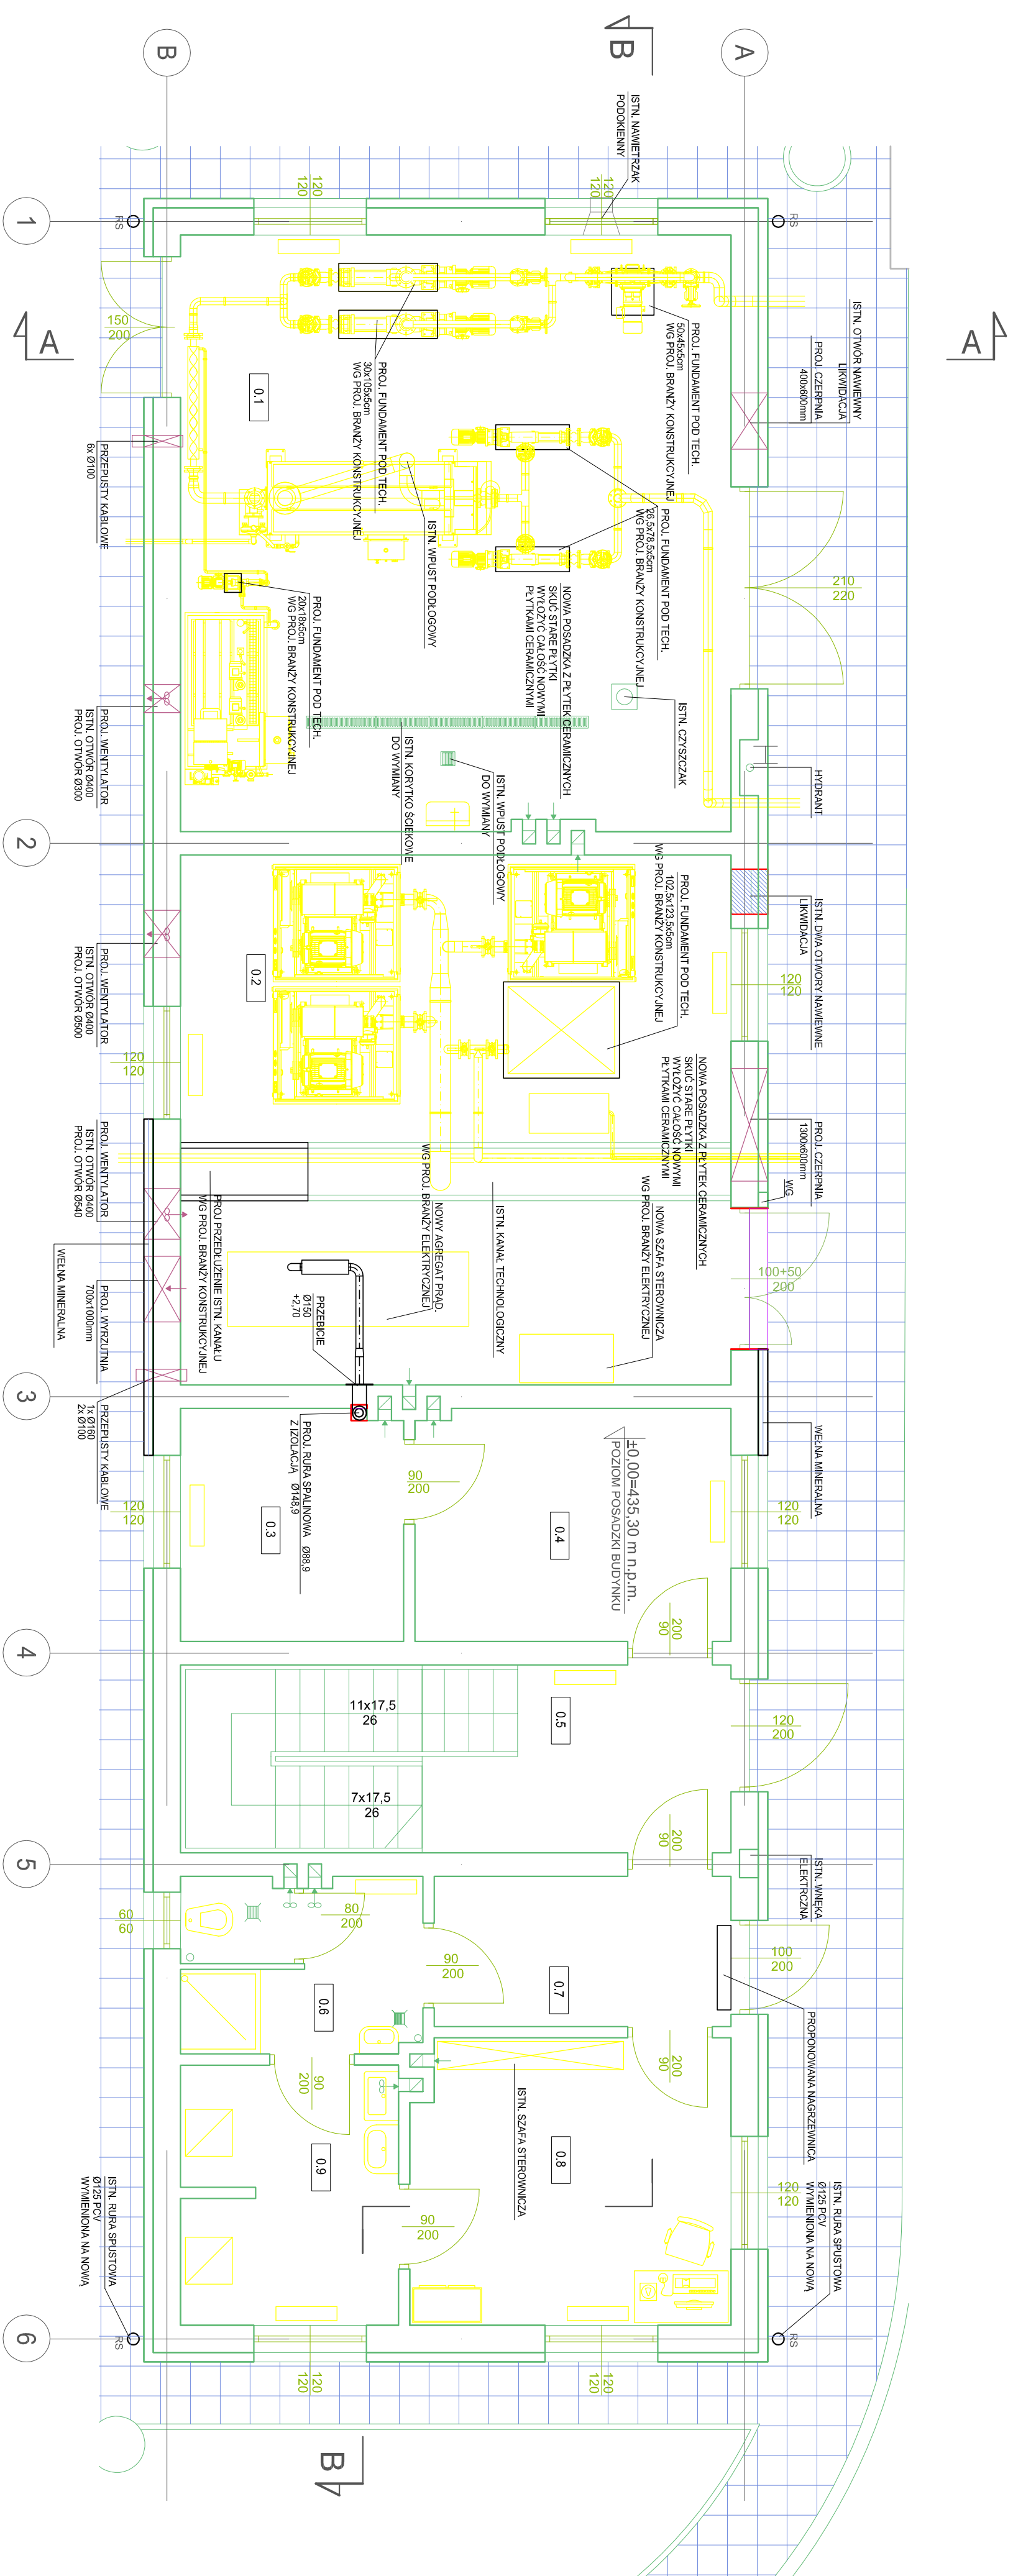 B
A
B
A
A
1
2
3
4
5
6
B
RS
RS
ISTN. NAWIETRZAK
PODOKIENNY
120
120
120
120
ISTN. OTWÓR NAWIEWNY
LIKWIDACJA
PROJ. CZERPNIA
400x600mm
150
200
PROJ. FUNDAMENT POD TECH.
50x45x5cm
WG PROJ. BRANŻY KONSTRUKCYJNEJ
PROJ. FUNDAMENT POD TECH.
30x105x5cm
WG PROJ. BRANŻY KONSTRUKCYJNEJ
0.1
PRZEPUSTY KABLOWE
6x Ø100
PROJ. FUNDAMENT POD TECH.
26,5x78,5x5cm
WG PROJ. BRANŻY KONSTRUKCYJNEJ
ISTN. WPUST PODŁOGOWY
210
220
NOWA POSADZKA Z PŁYTEK CERAMICZNYCH
SKUĆ STARE PŁYTKI
WYŁOŻYĆ CAŁOŚĆ NOWYMI
PŁYTKAMI CERAMICZNYMI
PROJ. FUNDAMENT POD TECH.
20x18x5cm
WG PROJ. BRANŻY KONSTRUKCYJNEJ
ISTN. CZYSZCZAK
ISTN. KORYTKO ŚCIEKOWE
DO WYMIANY
ISTN. WPUST PODŁOGOWY
DO WYMIANY
HYDRANT
PROJ. WENTYLATOR
ISTN. OTWÓR Ø400
PROJ. OTWÓR Ø300
PROJ. FUNDAMENT POD TECH.
102,5x123,5x5cm
WG PROJ. BRANŻY KONSTRUKCYJNEJ
ISTN. DWA OTWORY NAWIEWNE
LIKWIDACJA
0.2
PROJ. WENTYLATOR
ISTN. OTWÓR Ø400
PROJ. OTWÓR Ø500
120
120
120
120
NOWA POSADZKA Z PŁYTEK CERAMICZNYCH
SKUĆ STARE PŁYTKI
WYŁOŻYĆ CAŁOŚĆ NOWYMI
PŁYTKAMI CERAMICZNYMI
PROJ. CZERPNIA
1300x600mm
WG
PROJ. WENTYLATOR
ISTN. OTWÓR Ø400
PROJ. OTWÓR Ø540
WEŁNA MINERALNA
PROJ PRZEDŁUŻENIE ISTN. KANAŁU
WG PROJ. BRANŻY KONSTRUKCYJNEJ
NOWY AGREGAT PRĄD.
WG PROJ. BRANŻY ELEKTRYCZNEJ
ISTN. KANAŁ TECHNOLOGICZNY
NOWA SZAFA STEROWNICZA
WG PROJ. BRANŻY ELEKTRYCZNEJ
100+50
200
PRZEBICIE
Ø150
+2,70
PROJ. WYRZUTNIA
700x1000mm
PRZEPUSTY KABLOWE
1x Ø160
2x Ø100
WEŁNA MINERALNA
PROJ. RURA SPALINOWA Ø88,9
Z IZOLACJĄ Ø148,9
±0,00=435,30 m n.p.m.
POZIOM POSADZKI BUDYNKU
90
200
120
120
120
120
0.3
0.4
200
90
11x17,5
26
7x17,5
26
0.5
120
200
200
90
ISTN. WNĘKA
ELEKTRCZNA
60
60
80
200
90
200
100
200
0.6
0.7
PROPONOWANA NAGRZEWNICA
90
200
200
90
ISTN. SZAFA STEROWNICZA
0.8
0.9
90
200
120
120
ISTN. RURA SPUSTOWA
Ø125 PCV
WYMIENIONA NA NOWĄ
ISTN. RURA SPUSTOWA
Ø125 PCV
WYMIENIONA NA NOWĄ
RS
RS
120
120
120
120